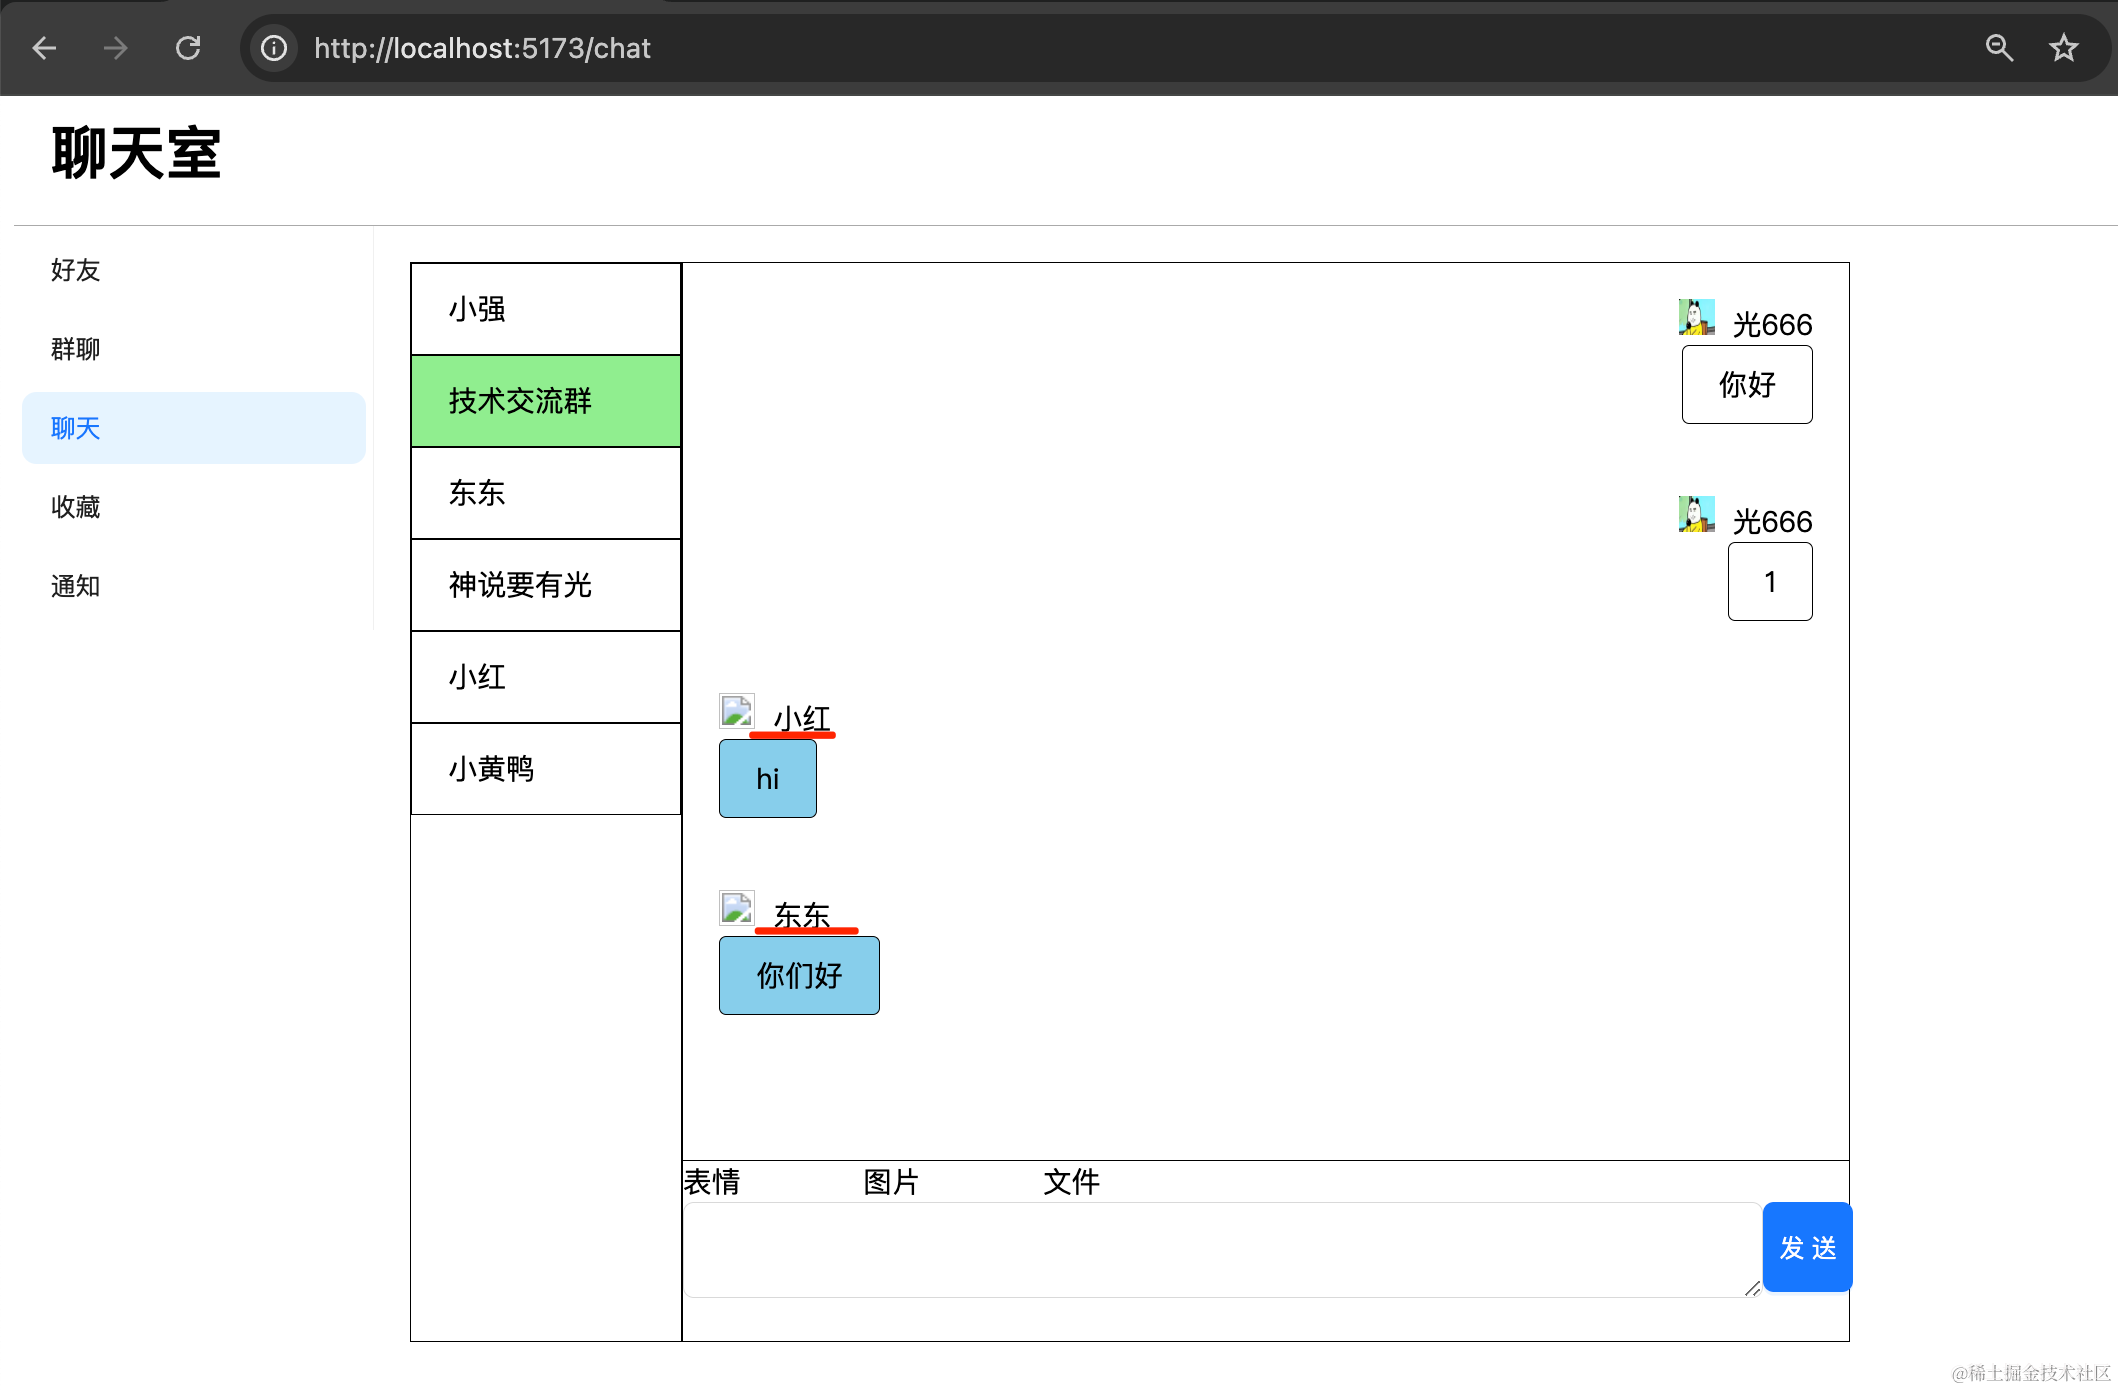 http://localhost:5173/chat
聊天室
好友
群聊
聊天
收藏
通知
小强
技术交流群
东东
神说要有光
小红
小黄鸭
光666
你好
光666
1
小红
hi
东东
你们好
表情 图片 文件
发 送
@稀土掘金技术社区